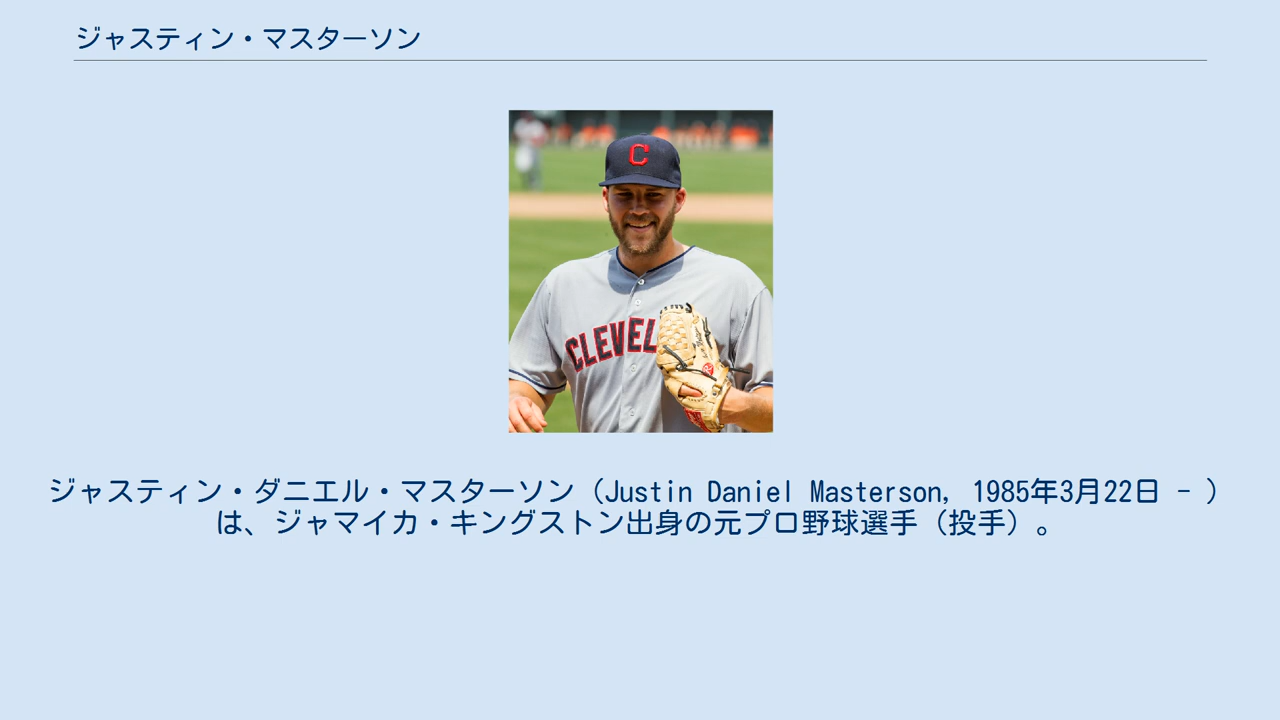 ジャスティン・マスターソン
C
CLEVEL
ジャスティン・ダニエル・マスターソン（Justin Daniel Masterson, 1985年3月22日 - ）
は、ジャマイカ・キングストン出身の元プロ野球選手（投手）。